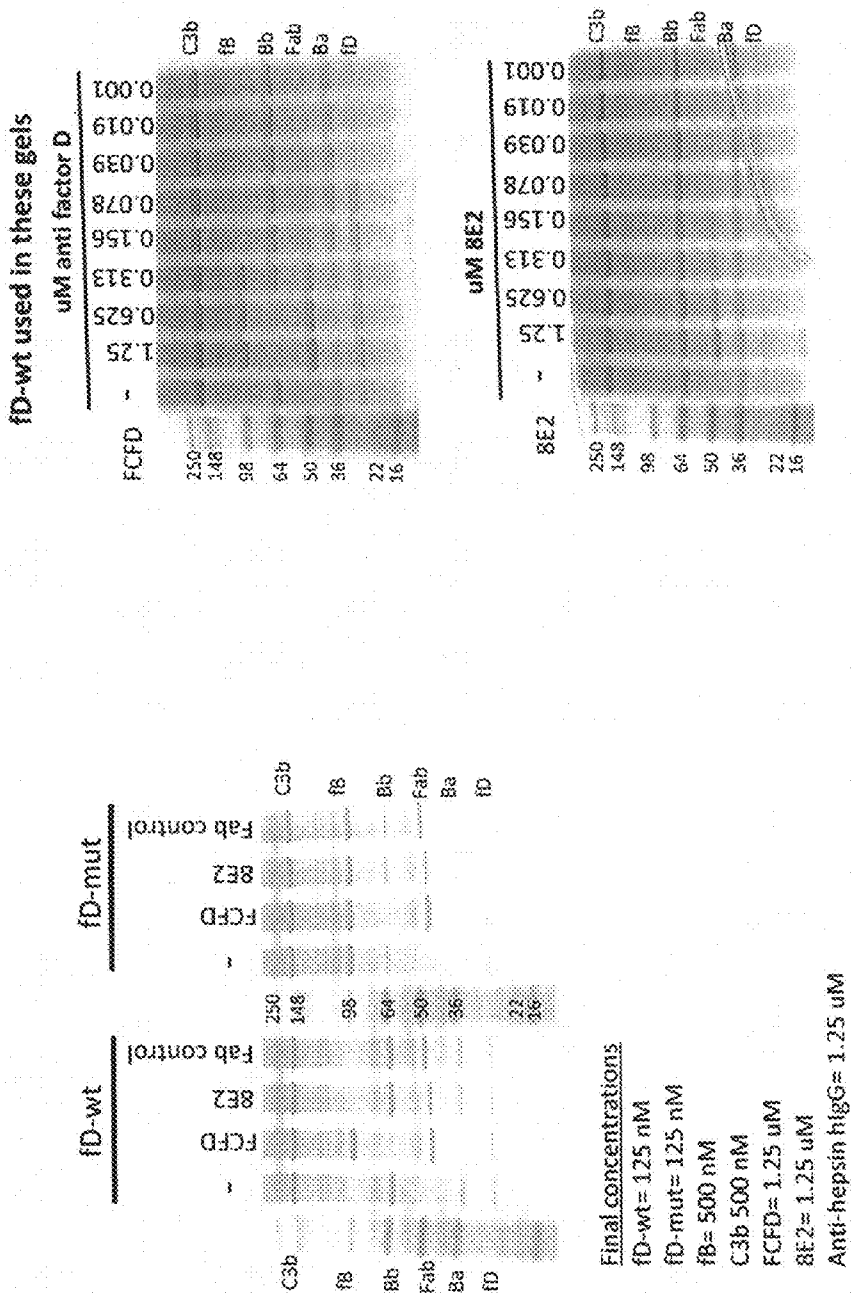 fD-wt used in these gels
uM anti factor D
FCFD - 1.25 0.625 0.313 0.156 0.078 0.039 0.019 0.001
250
148
98
64
50
36
22
16
C3b
fB
Bb
Fab
Ba
fD
uM 8E2
8E2 - 1.25 0.625 0.313 0.156 0.078 0.039 0.019 0.001
250
148
98
64
50
36
22
16
C3b
fB
Bb
Fab
Ba
fD
fD-wt fD-mut
- FCFD 8E2 Fab control - FCFD 8E2 Fab control
C3b
fB
Bb
Fab
Ba
fD
250
148
98
64
50
36
22
16
C3b
fB
Bb
Fab
Ba
fD
Final concentrations
fD-wt= 125 nM
fD-mut= 125 nM
fB= 500 nM
C3b 500 nM
FCFD= 1.25 uM
8E2= 1.25 uM
Anti-hepsin hIgG= 1.25 uM